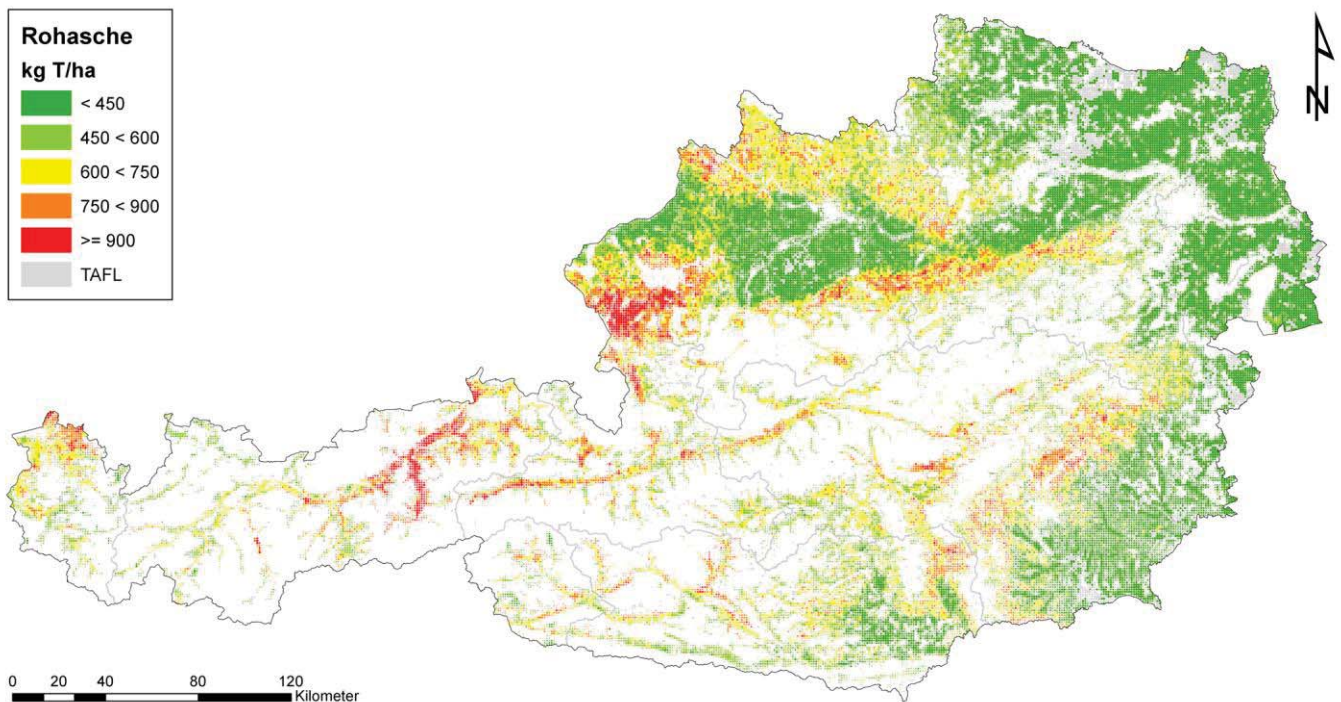 Rohasche
kg T/ha
< 450
450 < 600
600 < 750
750 < 900
>= 900
TAFL
N
0 20 40 80 120
Kilometer